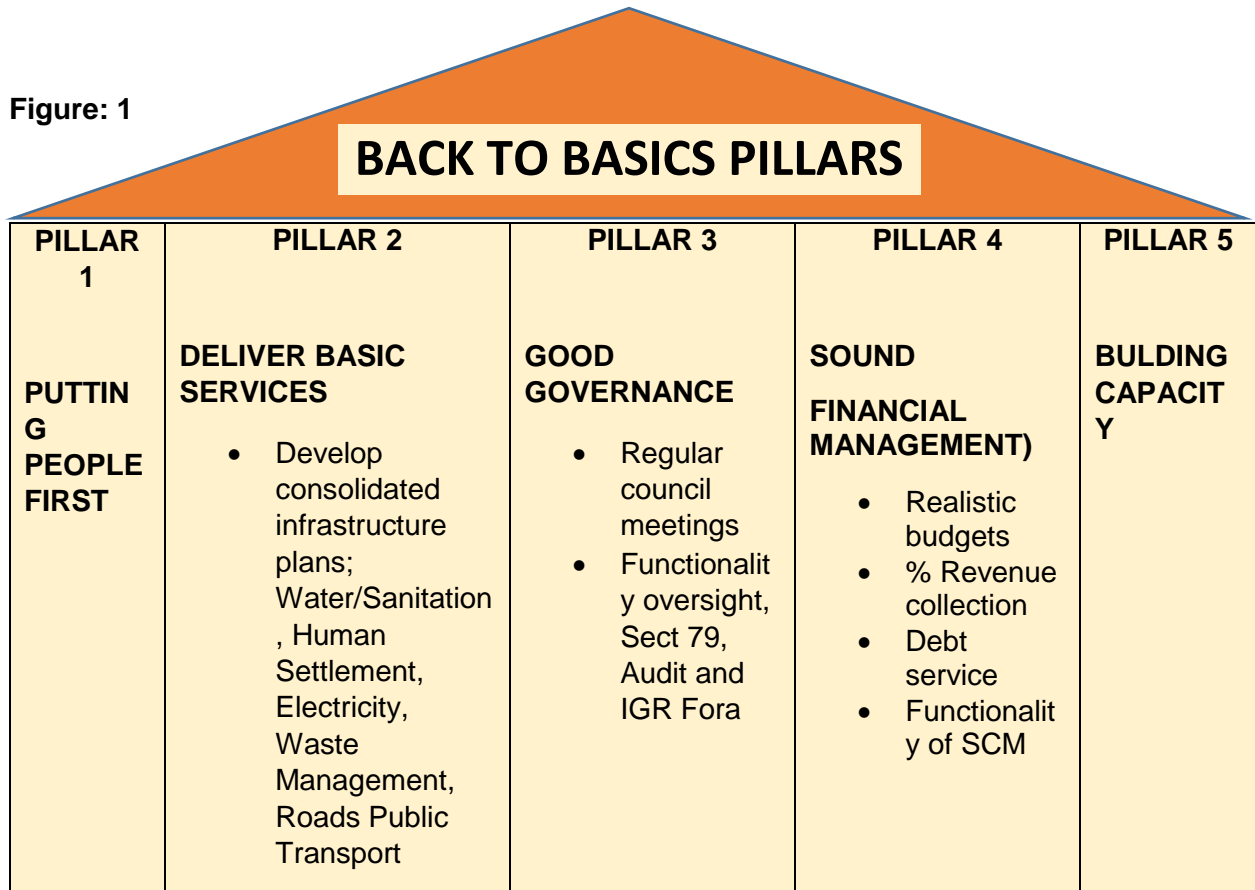 Figure: 1
BACK TO BASICS PILLARS
PILLAR
1
PUTTIN
G
PEOPLE
FIRST
PILLAR 2
DELIVER BASIC
SERVICES
• Develop
consolidated
infrastructure
plans;
Water/Sanitation
, Human
Settlement,
Electricity,
Waste
Management,
Roads Public
Transport
PILLAR 3
GOOD
GOVERNANCE
• Regular
council
meetings
• Functionalit
y oversight,
Sect 79,
Audit and
IGR Fora
PILLAR 4
SOUND
FINANCIAL
MANAGEMENT)
• Realistic
budgets
• % Revenue
collection
• Debt
service
• Functionalit
y of SCM
PILLAR 5
BULDING
CAPACIT
Y